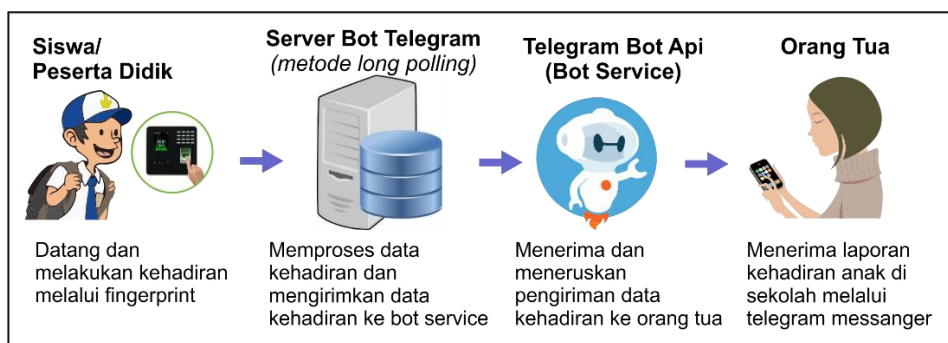 Siswa/
Peserta Didik
Datang dan
melakukan kehadiran
melalui fingerprint
Server Bot Telegram
(metode long polling)
Memproses data
kehadiran dan
mengirimkan data
kehadiran ke bot service
Telegram Bot Api
(Bot Service)
Menerima dan
meneruskan
pengiriman data
kehadiran ke orang tua
Orang Tua
Menerima laporan
kehadiran anak di
sekolah melalui
telegram messanger